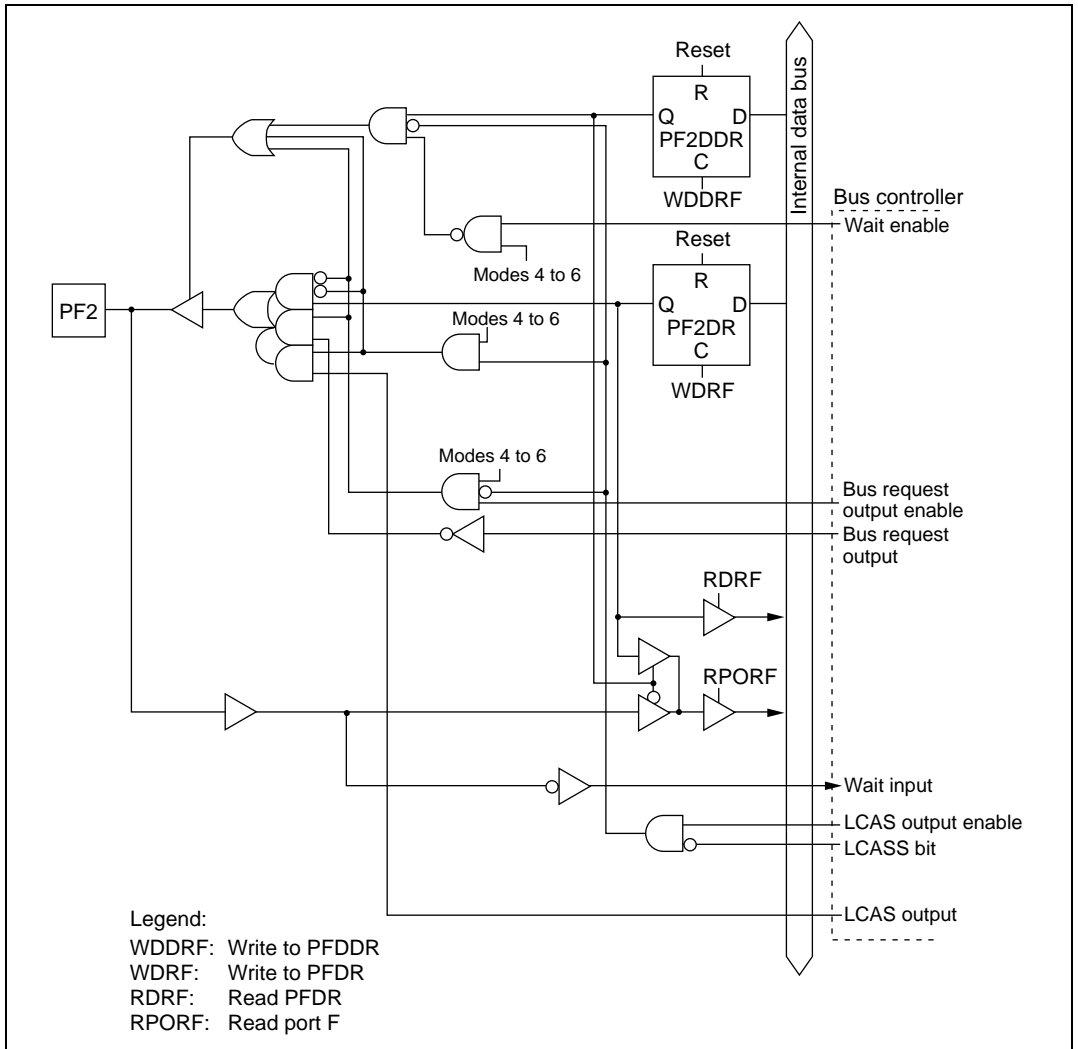 Reset
R
Q D
PF2DDR
C
WDDRF
Internal data bus
Bus controller
Wait enable
Modes 4 to 6
Reset
R
Q D
PF2DR
C
WDRF
PF2
Modes 4 to 6
Modes 4 to 6
Bus request
output enable
Bus request
output
RDRF
RPORF
Wait input
LCAS output enable
LCASS bit
LCAS output
Legend:
WDDRF: Write to PFDDR
WDRF: Write to PFDR
RDRF: Read PFDR
RPORF: Read port F